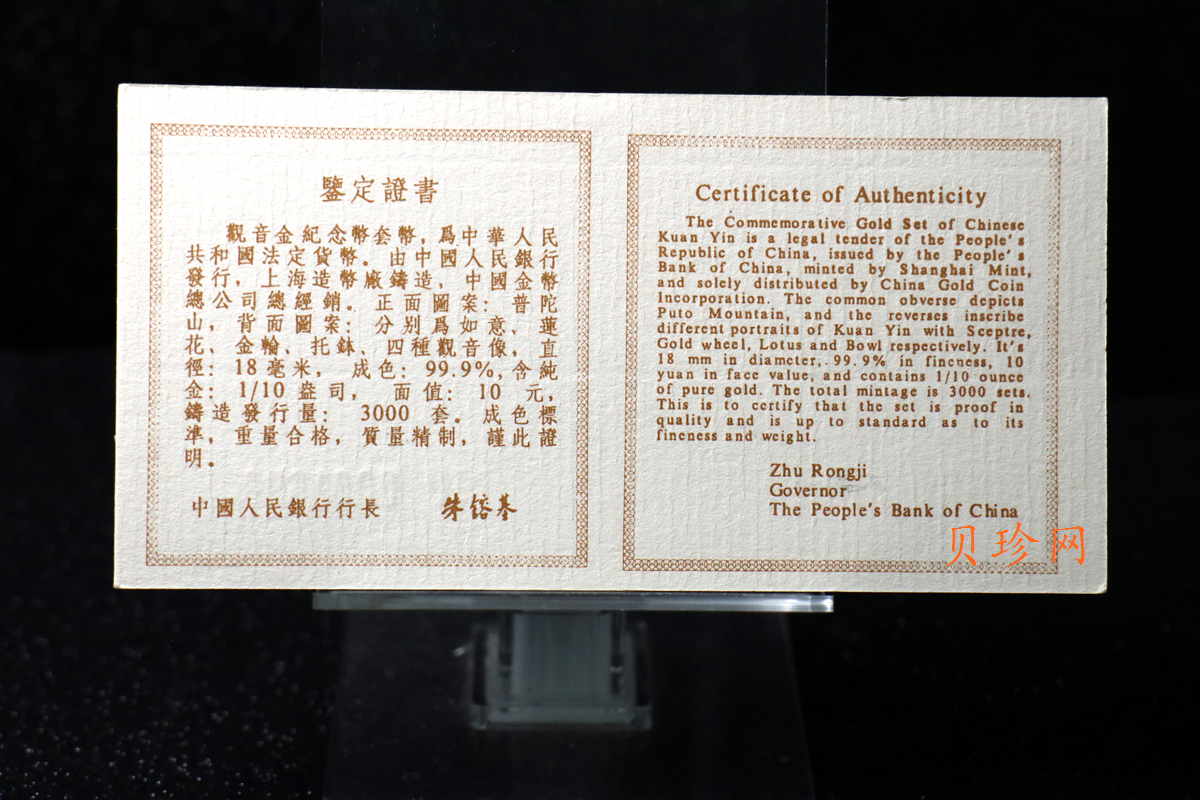 鑒定證書
觀音金紀念幣套幣，爲中華人民
共和國法定貨幣。由中國人民銀行
發行，上海造幣廠鑄造，中國金幣
總公司總經銷。正面圖案：普陀
山，背面圖案：分别爲如意、蓮
花、金輪、托鉢、四種觀音像，直
徑：18毫米，成色：99.9%，含純
金：1/10盎司，面值：10元，
鑄造發行量：3000套。成色標
準，重量合格，質量精制，謹此證
明。
中國人民銀行行長 朱鎔基
Certificate of Authenticity
The Commemorative Gold Set of Chinese
Kuan Yin is a legal tender of the People's
Republic of China, issued by the People's
Bank of China, minted by Shanghai Mint,
and solely distributed by China Gold Coin
Incorporation. The common obverse depicts
Puto Mountain, and the reverses inscribe
different portraits of Kuan Yin with Sceptre,
Gold wheel, Lotus and Bowl respectively. It's
18 mm in diameter, 99.9% in fineness, 10
yuan in face value, and contains 1/10 ounce
of pure gold. The total mintage is 3000 sets.
This is to certify that the set is proof in
quality and is up to standard as to its
fineness and weight.
Zhu Rongji
Governor
The People's Bank of China
贝珍网